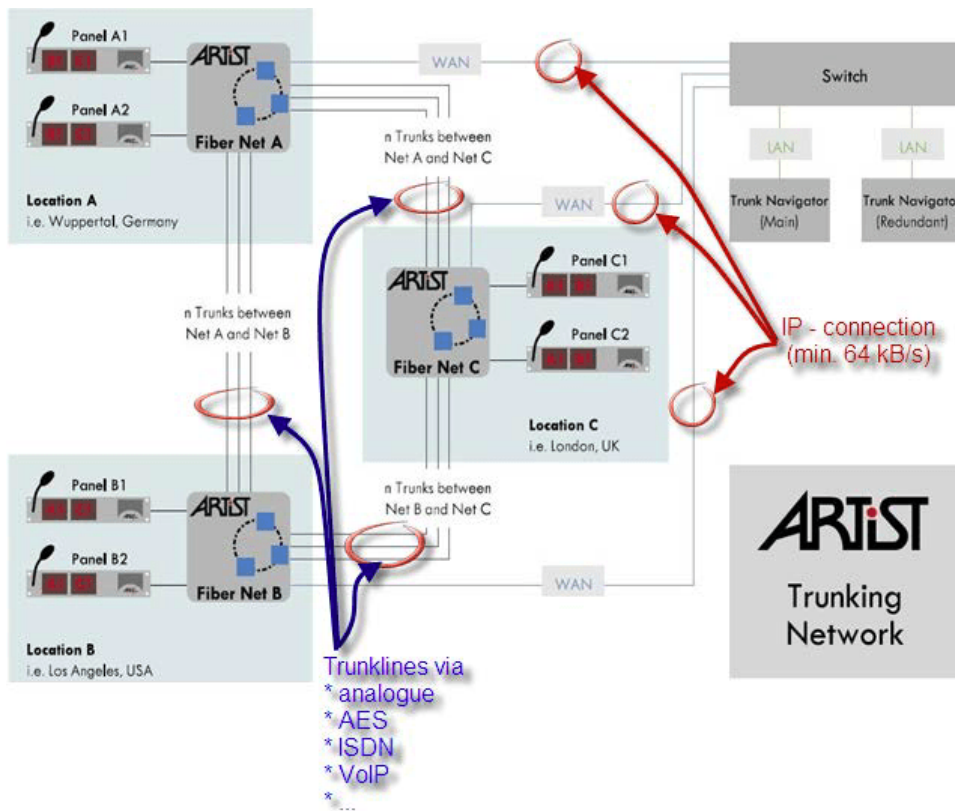 Panel A1
ARTiST
WAN
Switch
Panel A2
Fiber Net A
n Trunks between
Net A and Net C
LAN
LAN
Location A
i.e. Wuppertal, Germany
WAN
Trunk Navigator
(Main)
Trunk Navigator
(Redundant)
ARTiST
Panel C1
n Trunks between
Net A and Net B
Panel C2
Fiber Net C
IP - connection
(min. 64 kB/s)
Location C
i.e. London, UK
Panel B1
ARTiST
n Trunks between
Net B and Net C
Panel B2
Fiber Net B
WAN
ARTiST
Trunking
Network
Location B
i.e. Los Angeles, USA
Trunklines via
* analogue
* AES
* ISDN
* VoIP
* ...